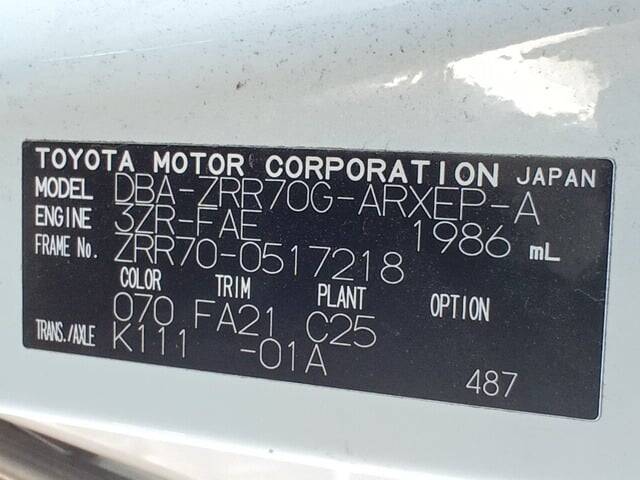 TOYOTA MOTOR CORPORATION JAPAN
MODEL DBA-ZRR70G-ARXEP-A
ENGINE 3ZR-FAE 1986 mL
FRAME No. ZRR70-0517218
COLOR TRIM PLANT OPTION
070 FA21 C25
TRANS./AXLE K111 -01A
487